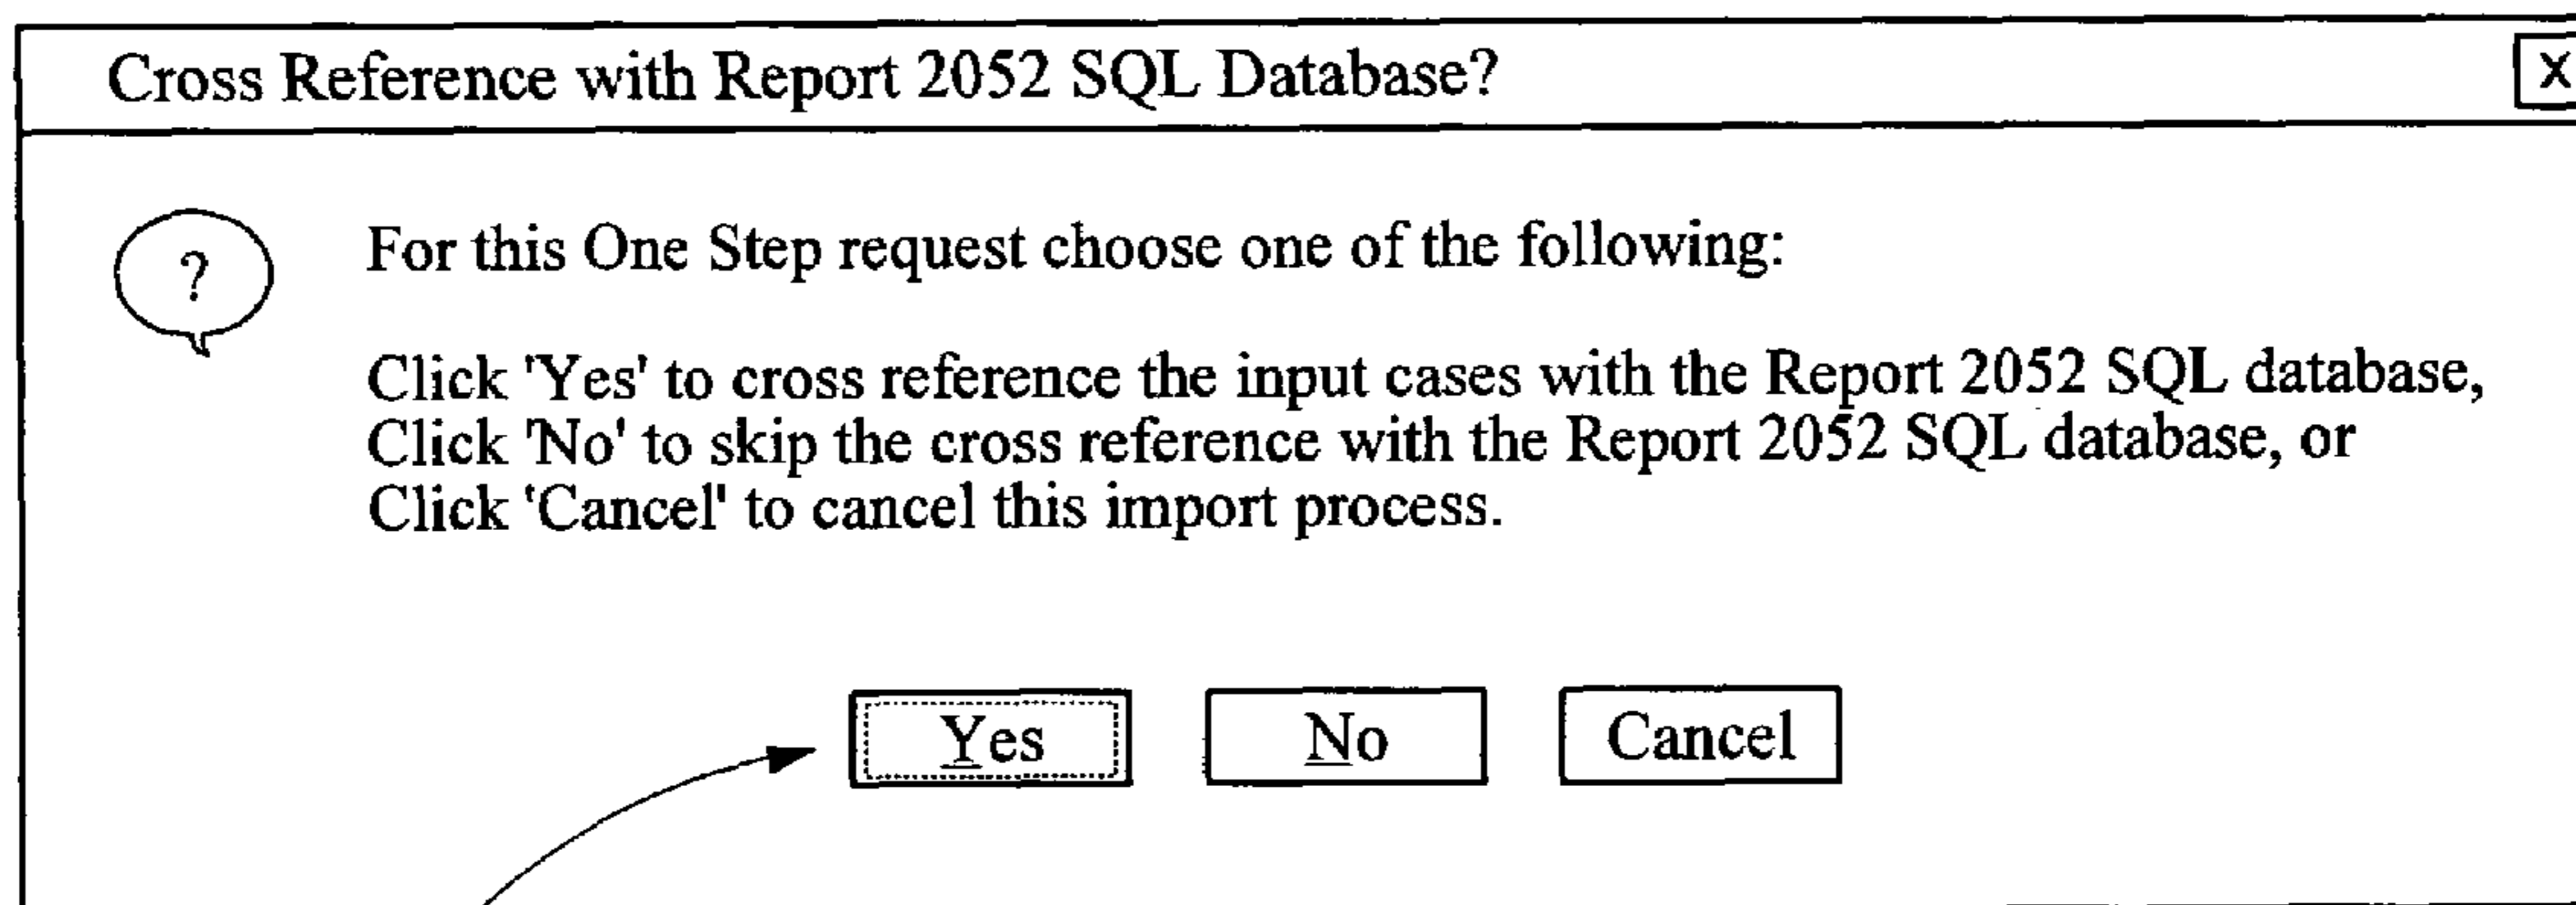 Cross Reference with Report 2052 SQL Database?
X
?
For this One Step request choose one of the following:
Click 'Yes' to cross reference the input cases with the Report 2052 SQL database,
Click 'No' to skip the cross reference with the Report 2052 SQL database, or
Click 'Cancel' to cancel this import process.
Yes No Cancel